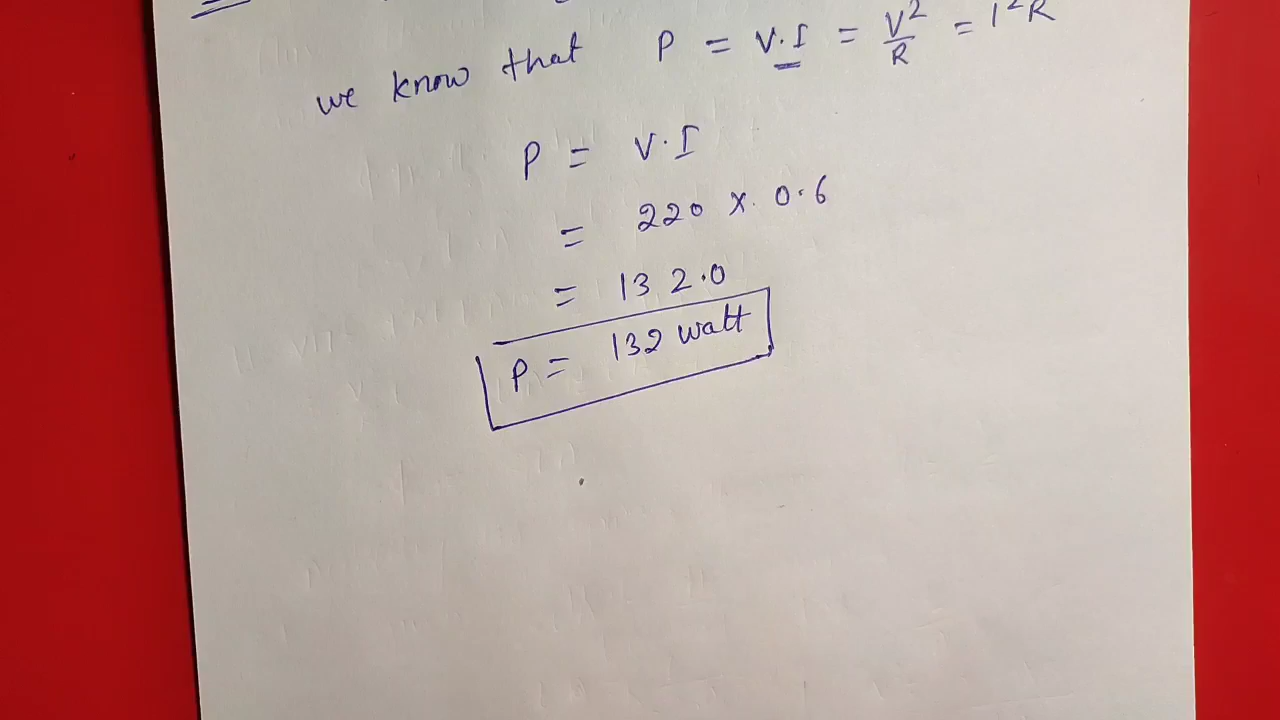 we know that P = V.I = V²/R = I²R
P = V.I
= 220 x. 0.6
= 132.0
P = 132 watt